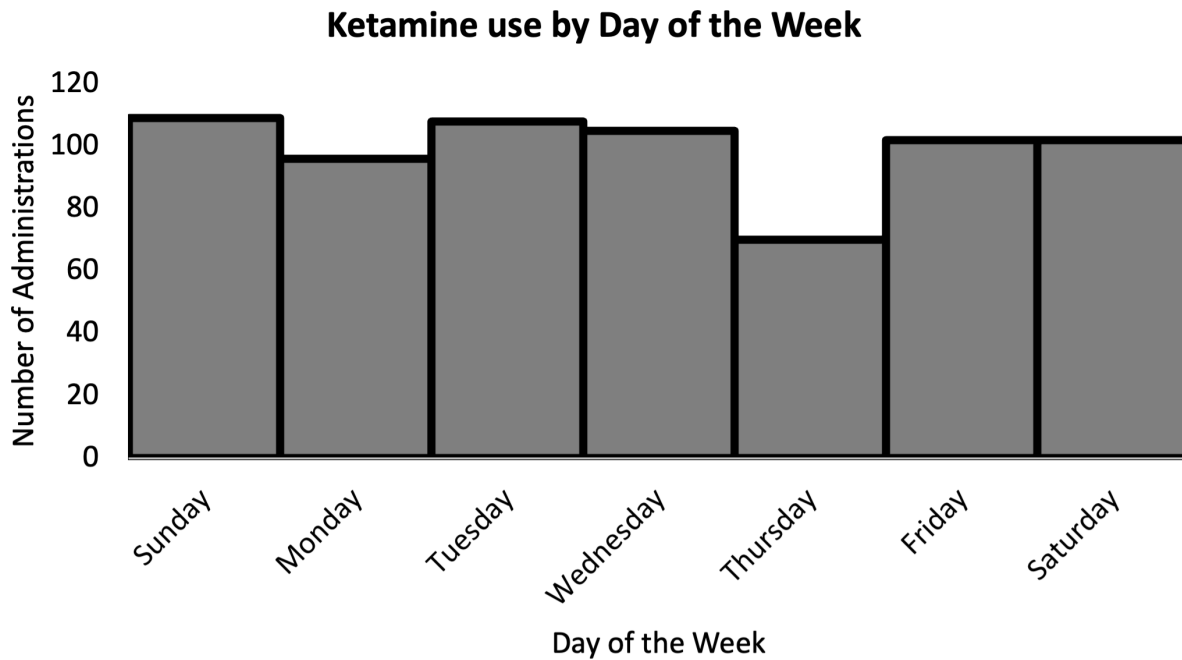 Ketamine use by Day of the Week
Number of Administrations
120
100
80
60
40
20
0
Sunday
Monday
Tuesday
Wednesday
Thursday
Friday
Saturday
Day of the Week